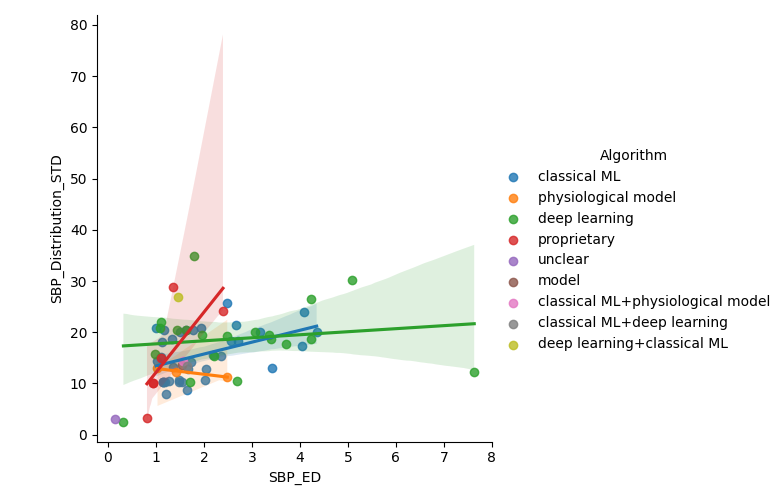 80
70
60
50
40
30
20
10
0
SBP_Distribution_STD
0 1 2 3 4 5 6 7 8
SBP_ED
Algorithm
classical ML
physiological model
deep learning
proprietary
unclear
model
classical ML+physiological model
classical ML+deep learning
deep learning+classical ML